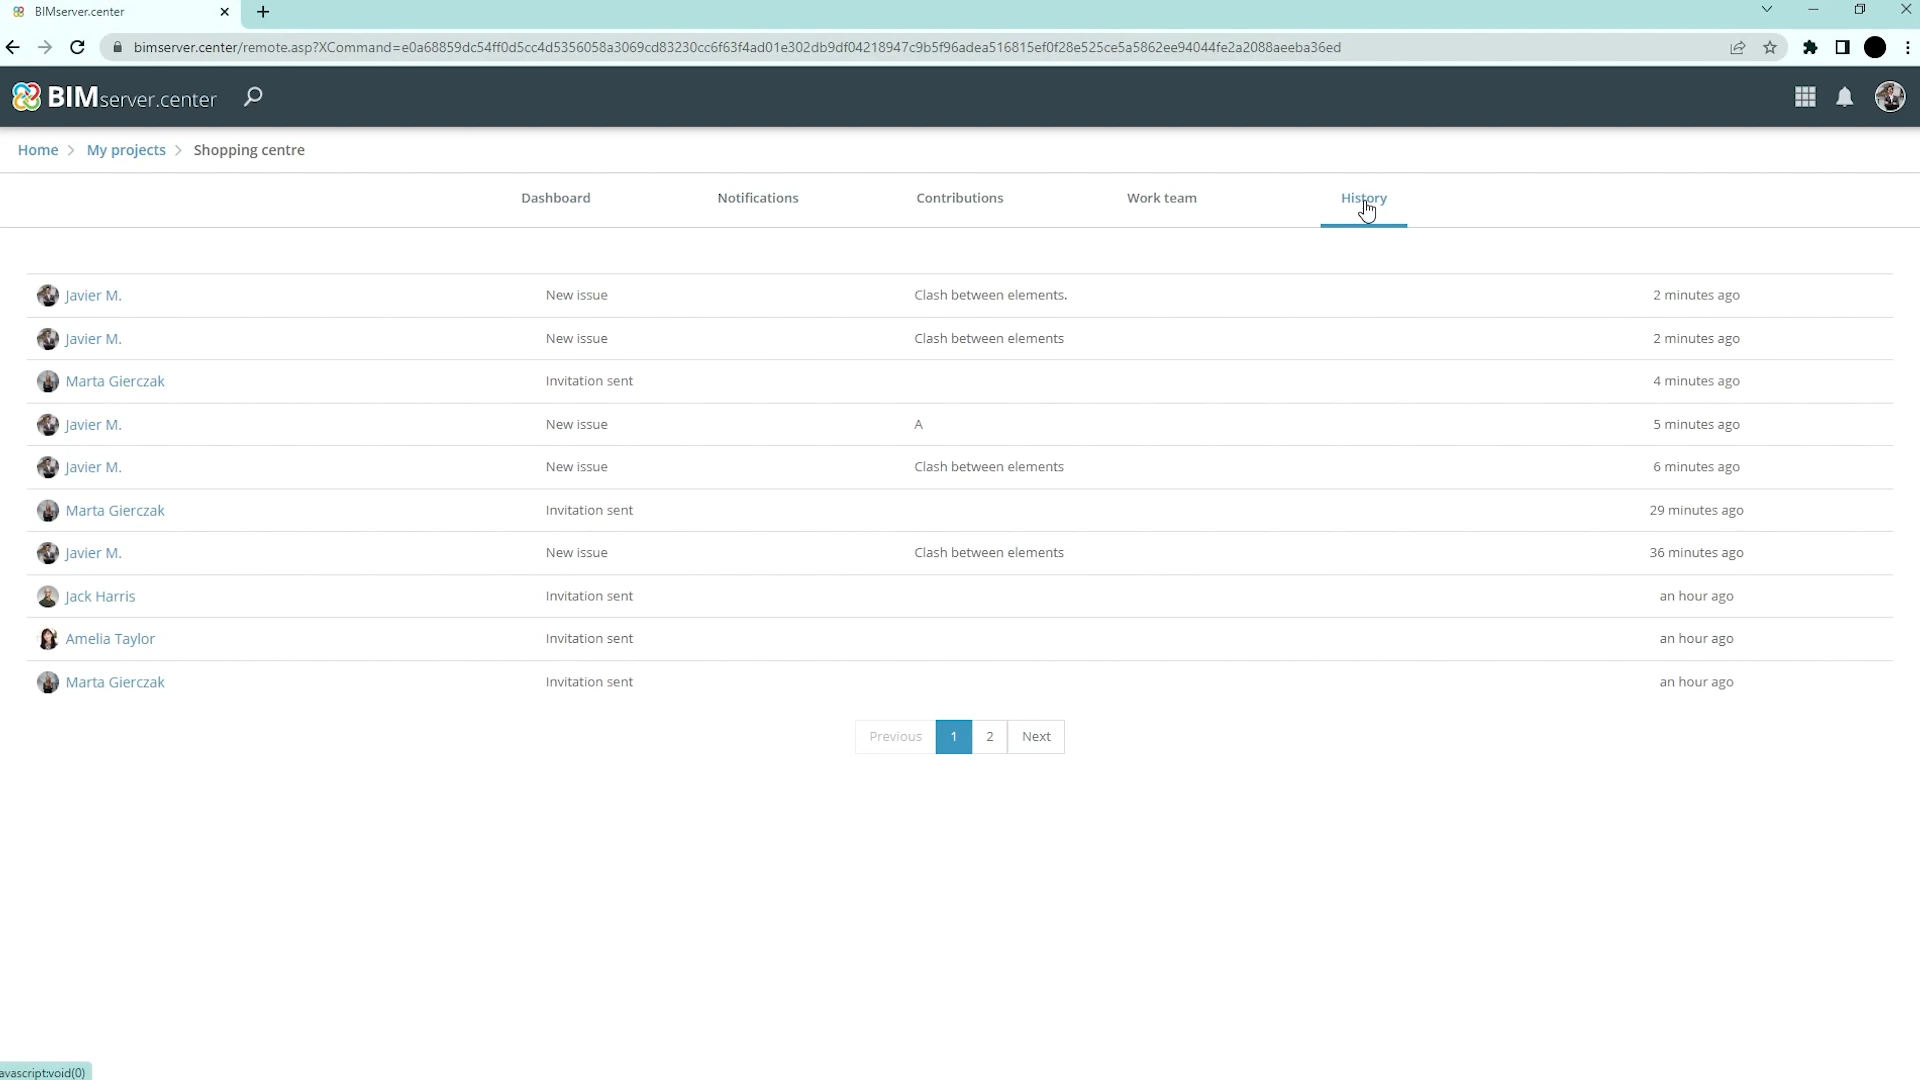 BIMserver.center
bimserver.center/remote.asp?XCommand=e0a68859dc54ff0d5cc4d5356058a3069cd83230cc6f63f4ad01e302db9df04218947c9b5f96adea516815ef0f28e525ce5a5862ee94044fe2a2088aeeba36ed
BIMserver.center
Home > My projects > Shopping centre
Dashboard Notifications Contributions Work team History
Javier M. New issue Clash between elements. 2 minutes ago
Javier M. New issue Clash between elements 2 minutes ago
Marta Gierczak Invitation sent 4 minutes ago
Javier M. New issue A 5 minutes ago
Javier M. New issue Clash between elements 6 minutes ago
Marta Gierczak Invitation sent 29 minutes ago
Javier M. New issue Clash between elements 36 minutes ago
Jack Harris Invitation sent an hour ago
Amelia Taylor Invitation sent an hour ago
Marta Gierczak Invitation sent an hour ago
Previous 1 2 Next
avascript:void(0)